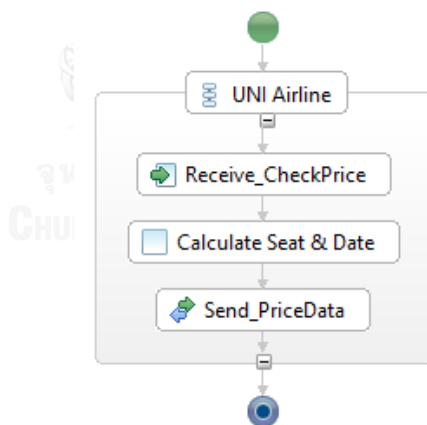 UNI Airline
Receive_CheckPrice
Calculate Seat & Date
Send_PriceData